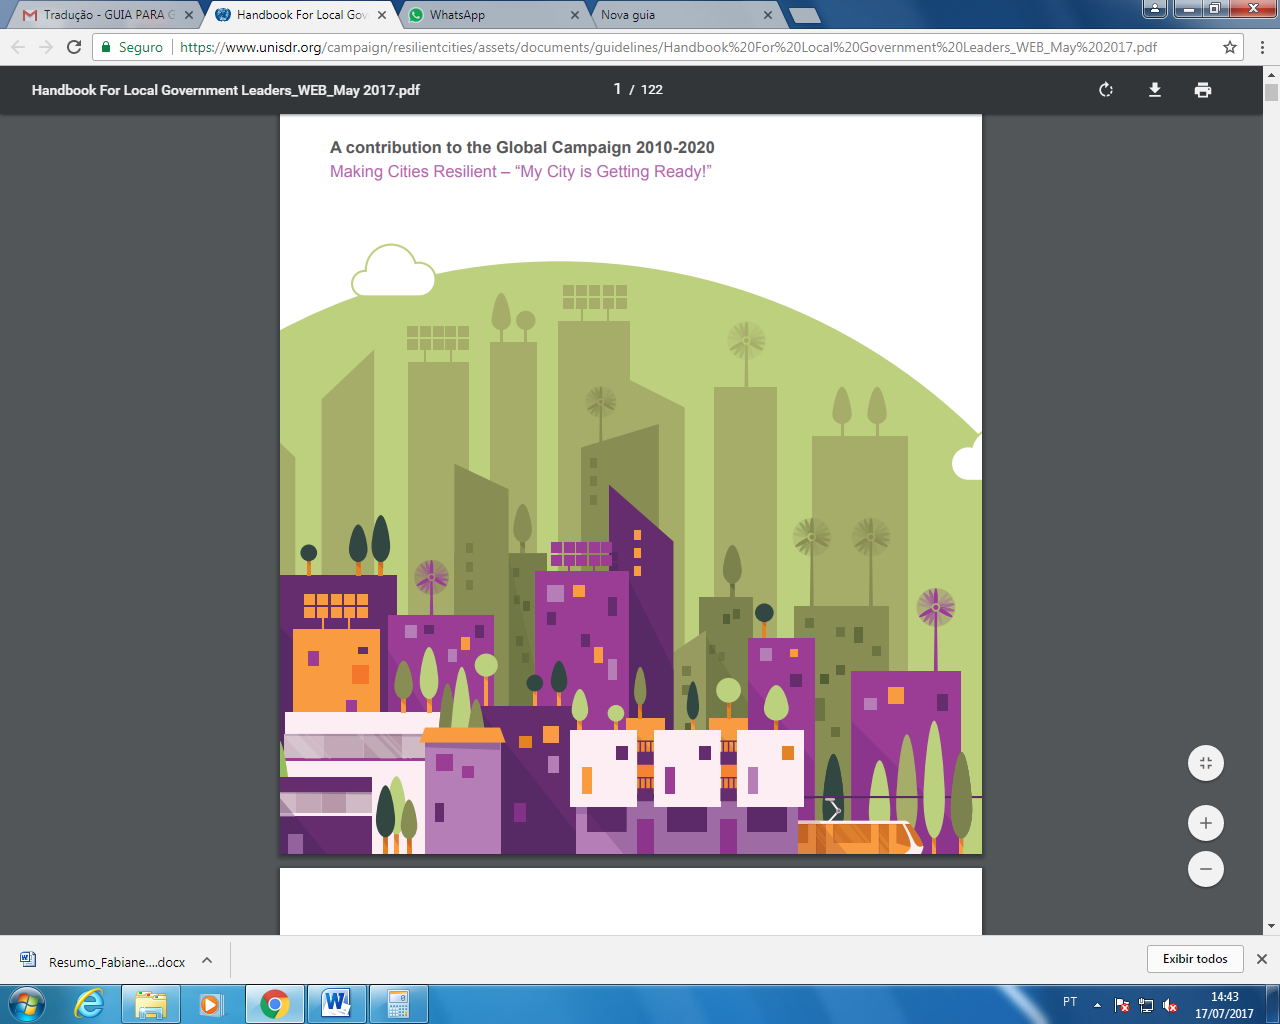 Tradução - GUIA PARA G
Handbook For Local Gov
WhatsApp
Nova guia
Seguro
https://www.unisdr.org/campaign/resilientcities/assets/documents/guidelines/Handbook%20For%20Local%20Government%20Leaders_WEB_May%202017.pdf
Handbook For Local Government Leaders_WEB_May 2017.pdf
1 / 122
A contribution to the Global Campaign 2010-2020
Making Cities Resilient – “My City is Getting Ready!”
Resumo_Fabiane....docx
Exibir todos
PT
14:43
17/07/2017